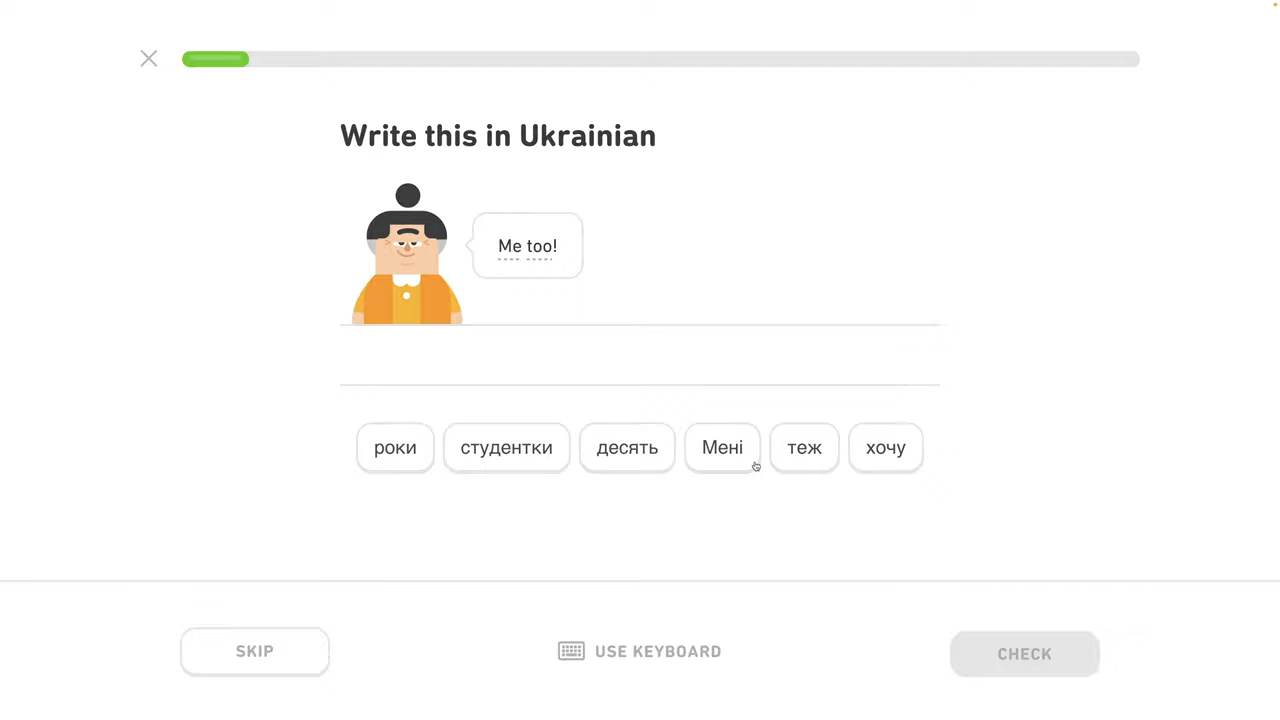 Write this in Ukrainian
Me too!
роки студентки десять Мені теж хочу
SKIP USE KEYBOARD CHECK